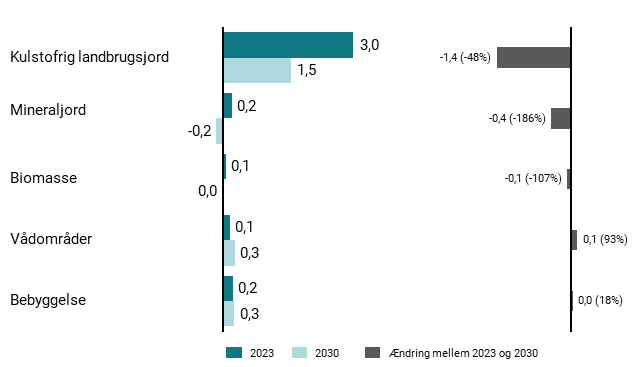 Kulstofrig landbrugsjord 3,0 -1,4 (-48%)
1,5
Mineraljord 0,2 -0,4 (-186%)
-0,2
Biomasse 0,1 -0,1 (-107%)
0,0
Vådområder 0,1 0,1 (93%)
0,3
Bebyggelse 0,2 0,0 (18%)
0,3
2023 2030 Ændring mellem 2023 og 2030